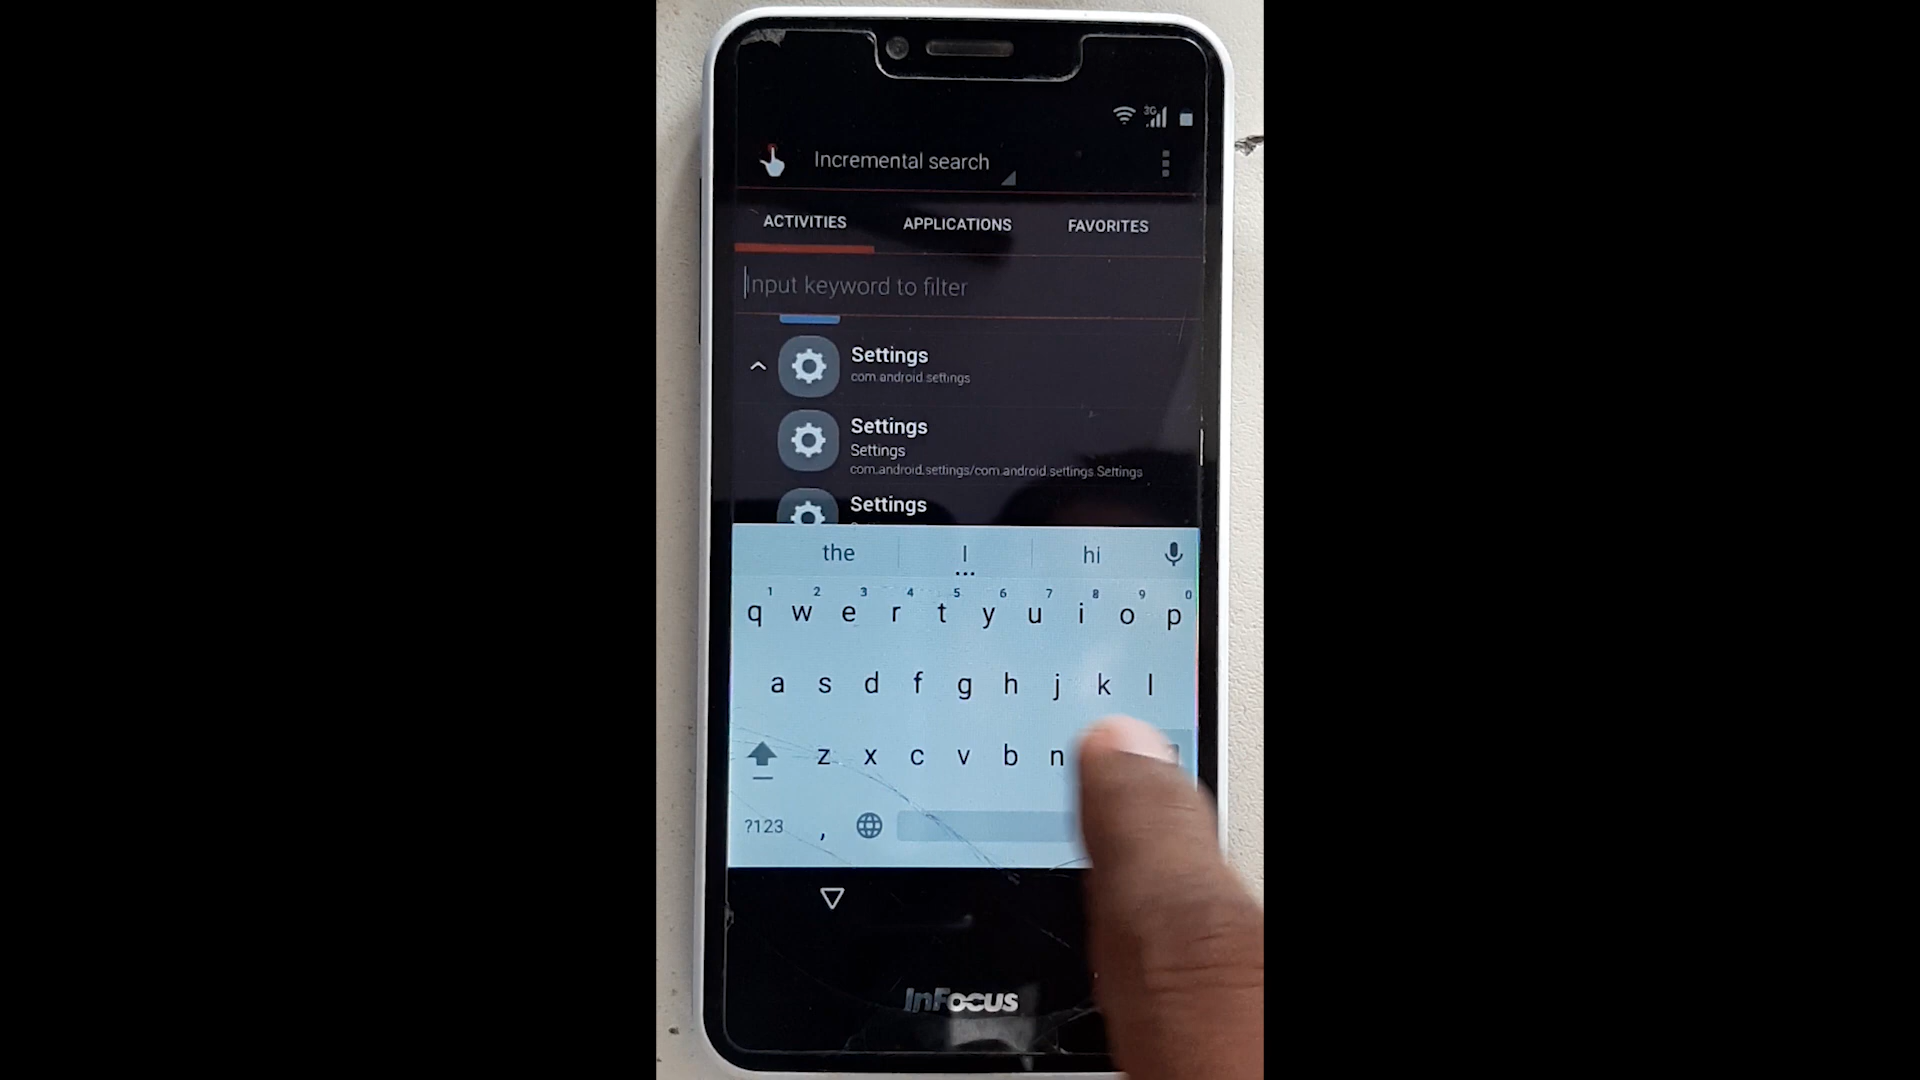 3G
Incremental search
ACTIVITIES APPLICATIONS FAVORITES
Input keyword to filter
Settings
com.android.settings
Settings
Settings
com.android.settings/com.android.settings.Settings
Settings
the I hi
1 2 3 4 5 6 7 8 9 0
q w e r t y u i o p
a s d f g h j k l
z x c v b n
?123 ,
InFocus